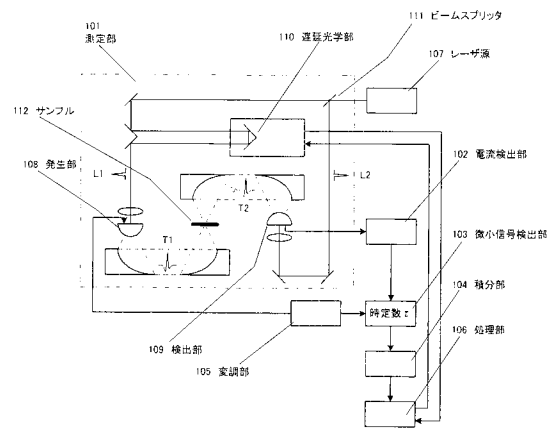 111 ビームスプリッタ
101
測定部
110 遅延光学部
107 レーザ源
112 サンプル
108 発生部
L1
L2
102 電流検出部
T2
103 微小信号検出部
T1
104 積分部
106 処理部
時定数 τ
109 検出部
105 変調部